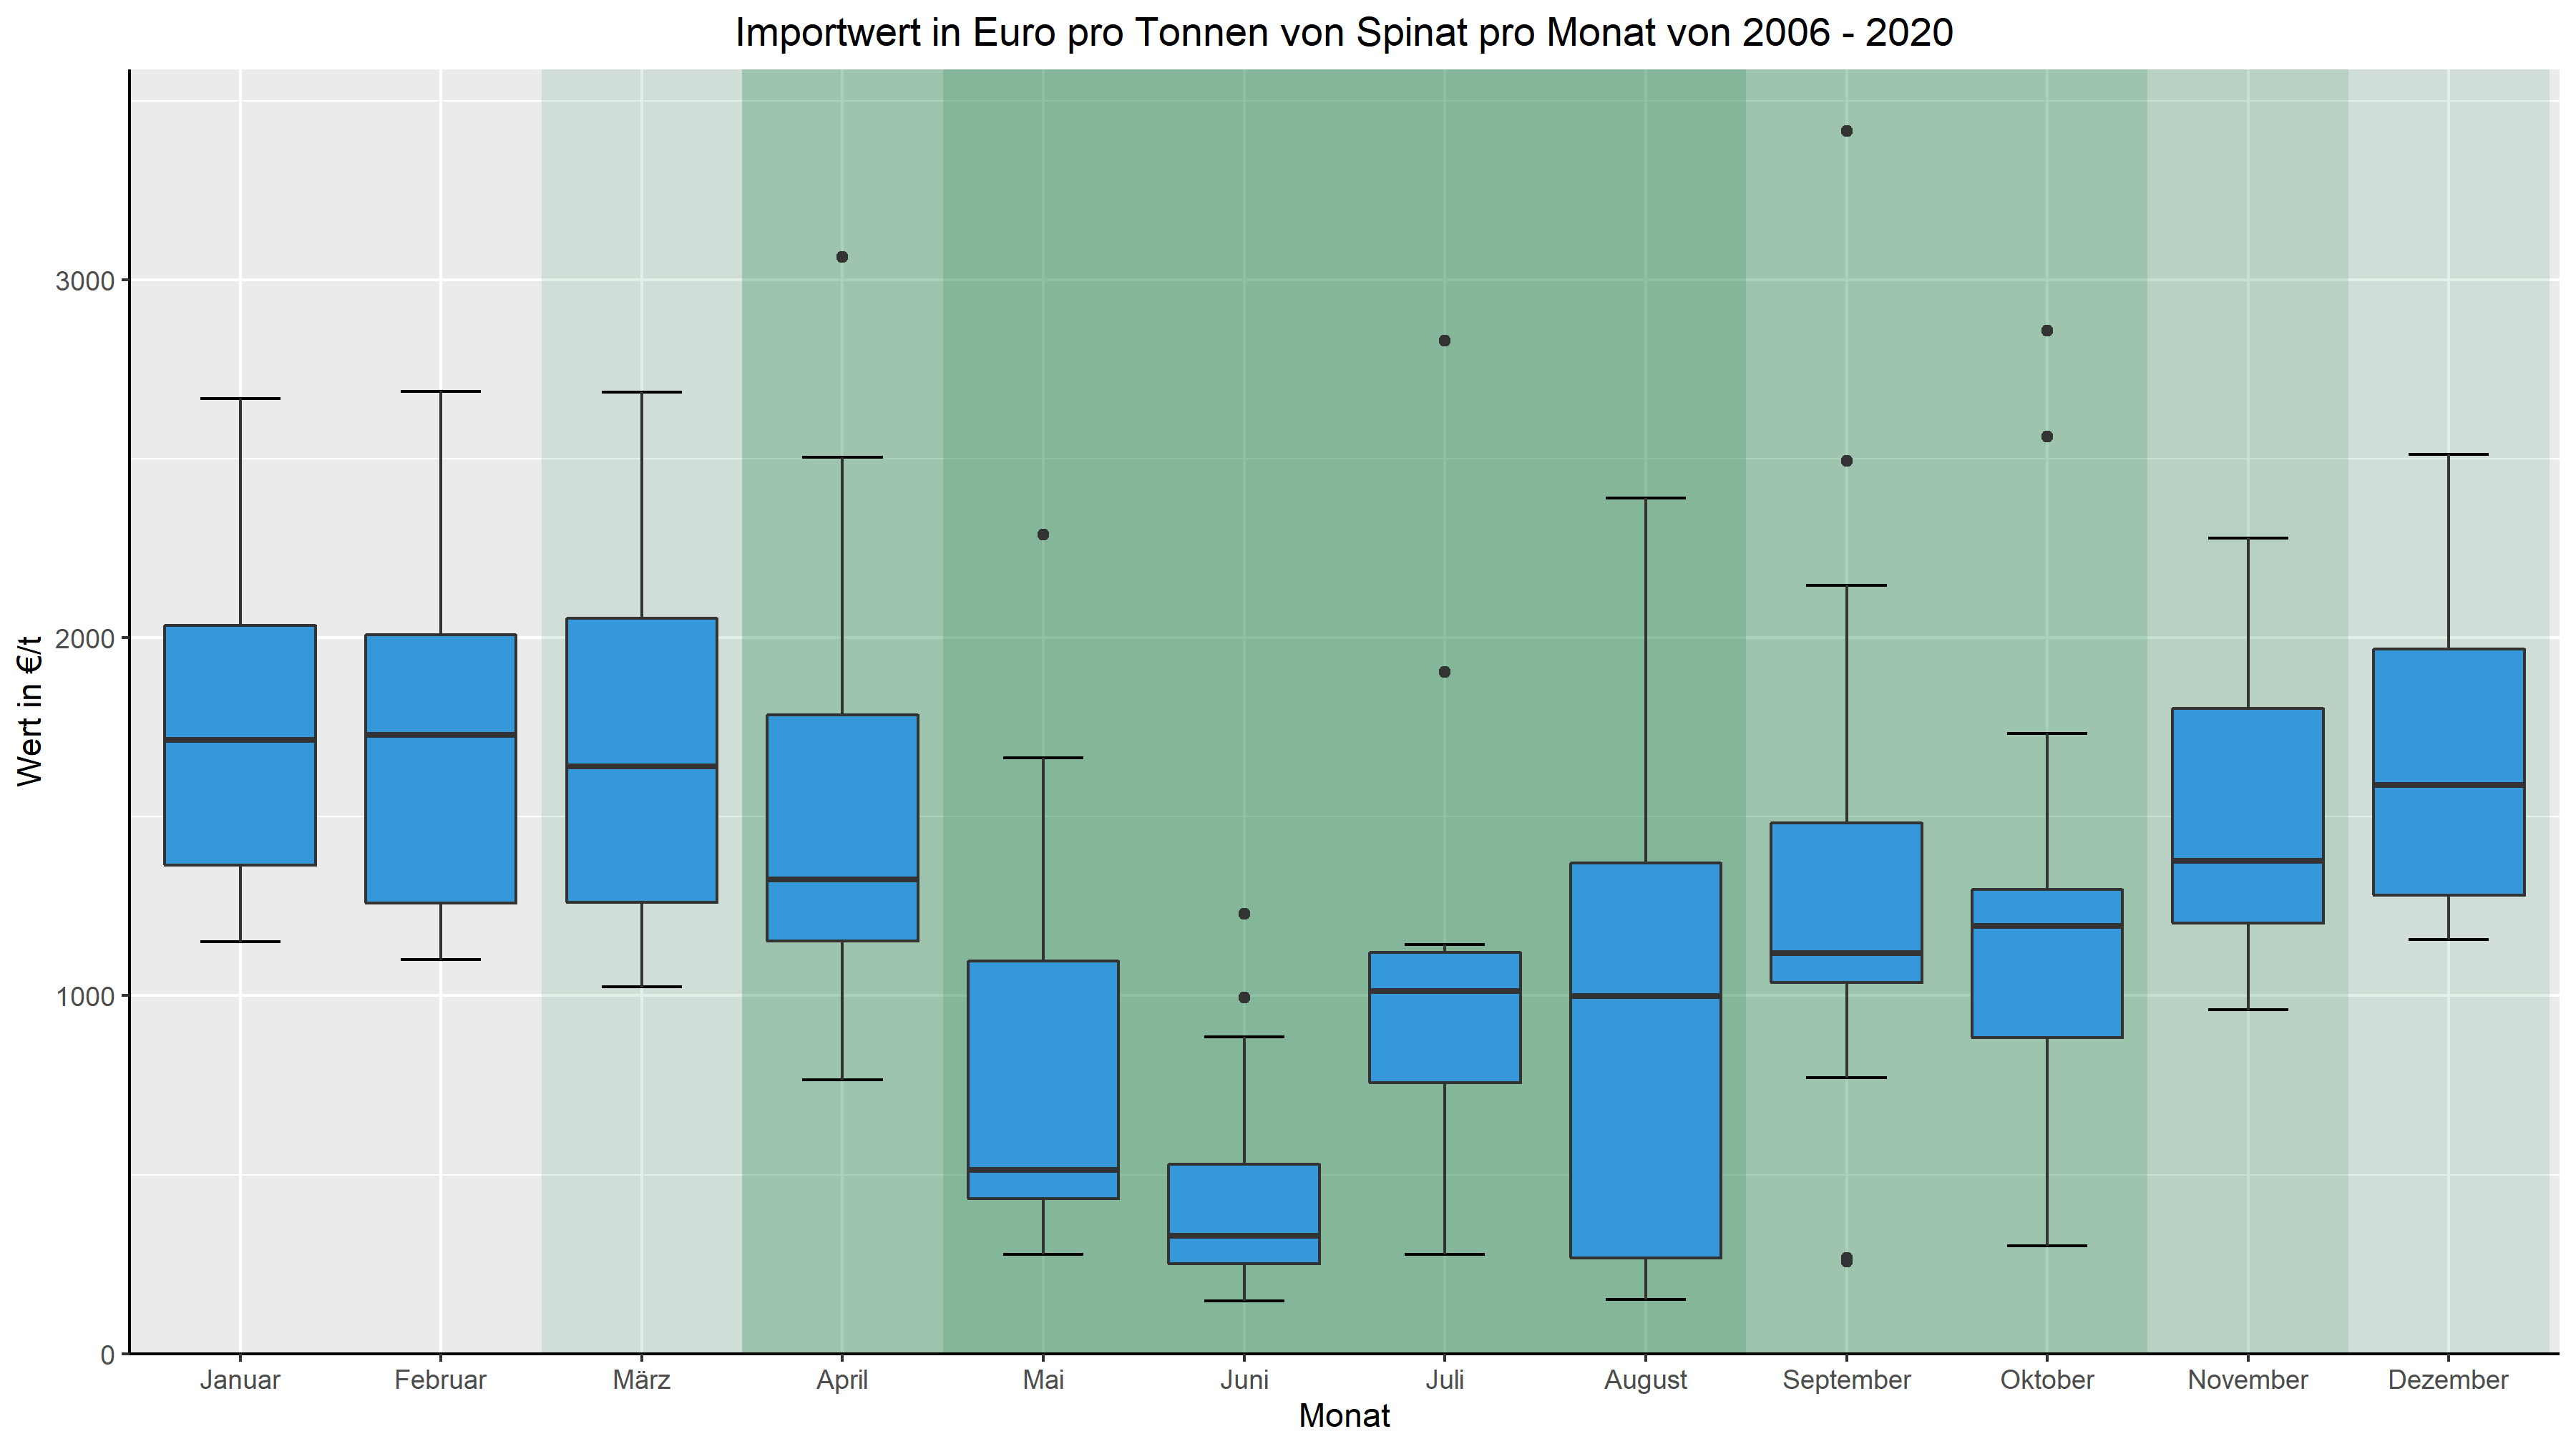 Importwert in Euro pro Tonnen von Spinat pro Monat von 2006 - 2020
Wert in €/t
3000
2000
1000
0
Januar Februar März April Mai Juni Juli August September Oktober November Dezember
Monat